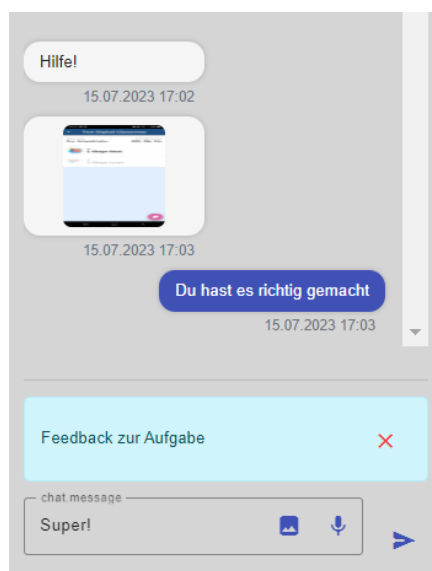 Hilfe!
15.07.2023 17:02
15.07.2023 17:03
Du hast es richtig gemacht
15.07.2023 17:03
Feedback zur Aufgabe
chat.message
Super!